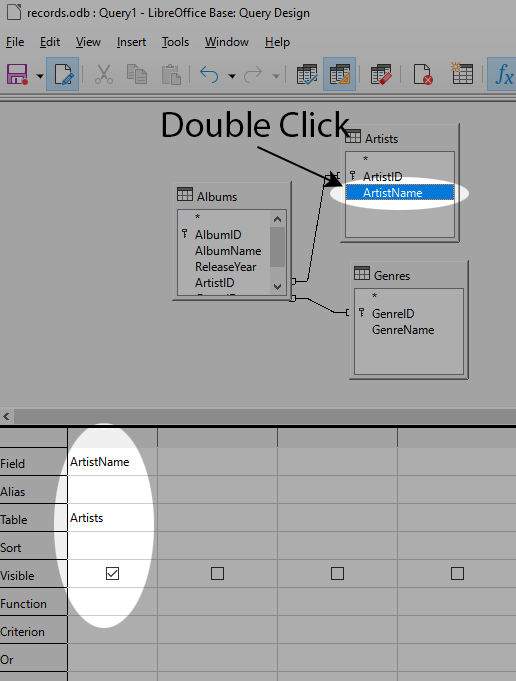 records.odb : Query1 - LibreOffice Base: Query Design
File Edit View Insert Tools Window Help
fx
Double Click
Artists
*
ArtistID
ArtistName
Albums
*
AlbumID
AlbumName
ReleaseYear
ArtistID
Genres
*
GenreID
GenreName
Field ArtistName
Alias
Table Artists
Sort
Visible
Function
Criterion
Or